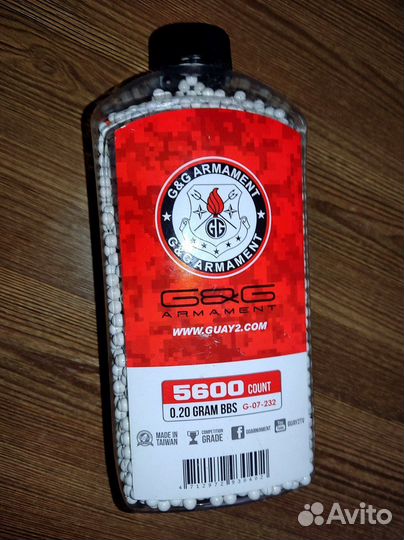 G&G ARMAMENT
GG
G&G ARMAMENT
G&G
ARMAMENT
WWW.GUAY2.COM
5600 COUNT
0.20 GRAM BBS G-07-232
MADE IN TAIWAN
COMPETITION GRADE
GGARMAMENT
GUAY2TV
Avito